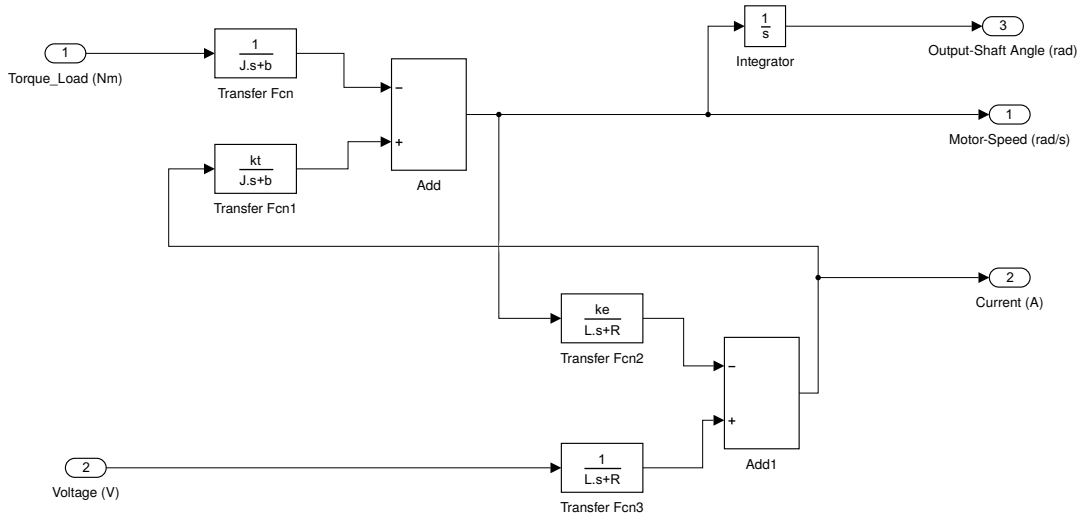 1
s
Integrator
3
Output-Shaft Angle (rad)
1
Torque_Load (Nm)
1
J.s+b
Transfer Fcn
−
+
Add
1
Motor-Speed (rad/s)
kt
J.s+b
Transfer Fcn1
2
Current (A)
ke
L.s+R
Transfer Fcn2
−
+
Add1
2
Voltage (V)
1
L.s+R
Transfer Fcn3